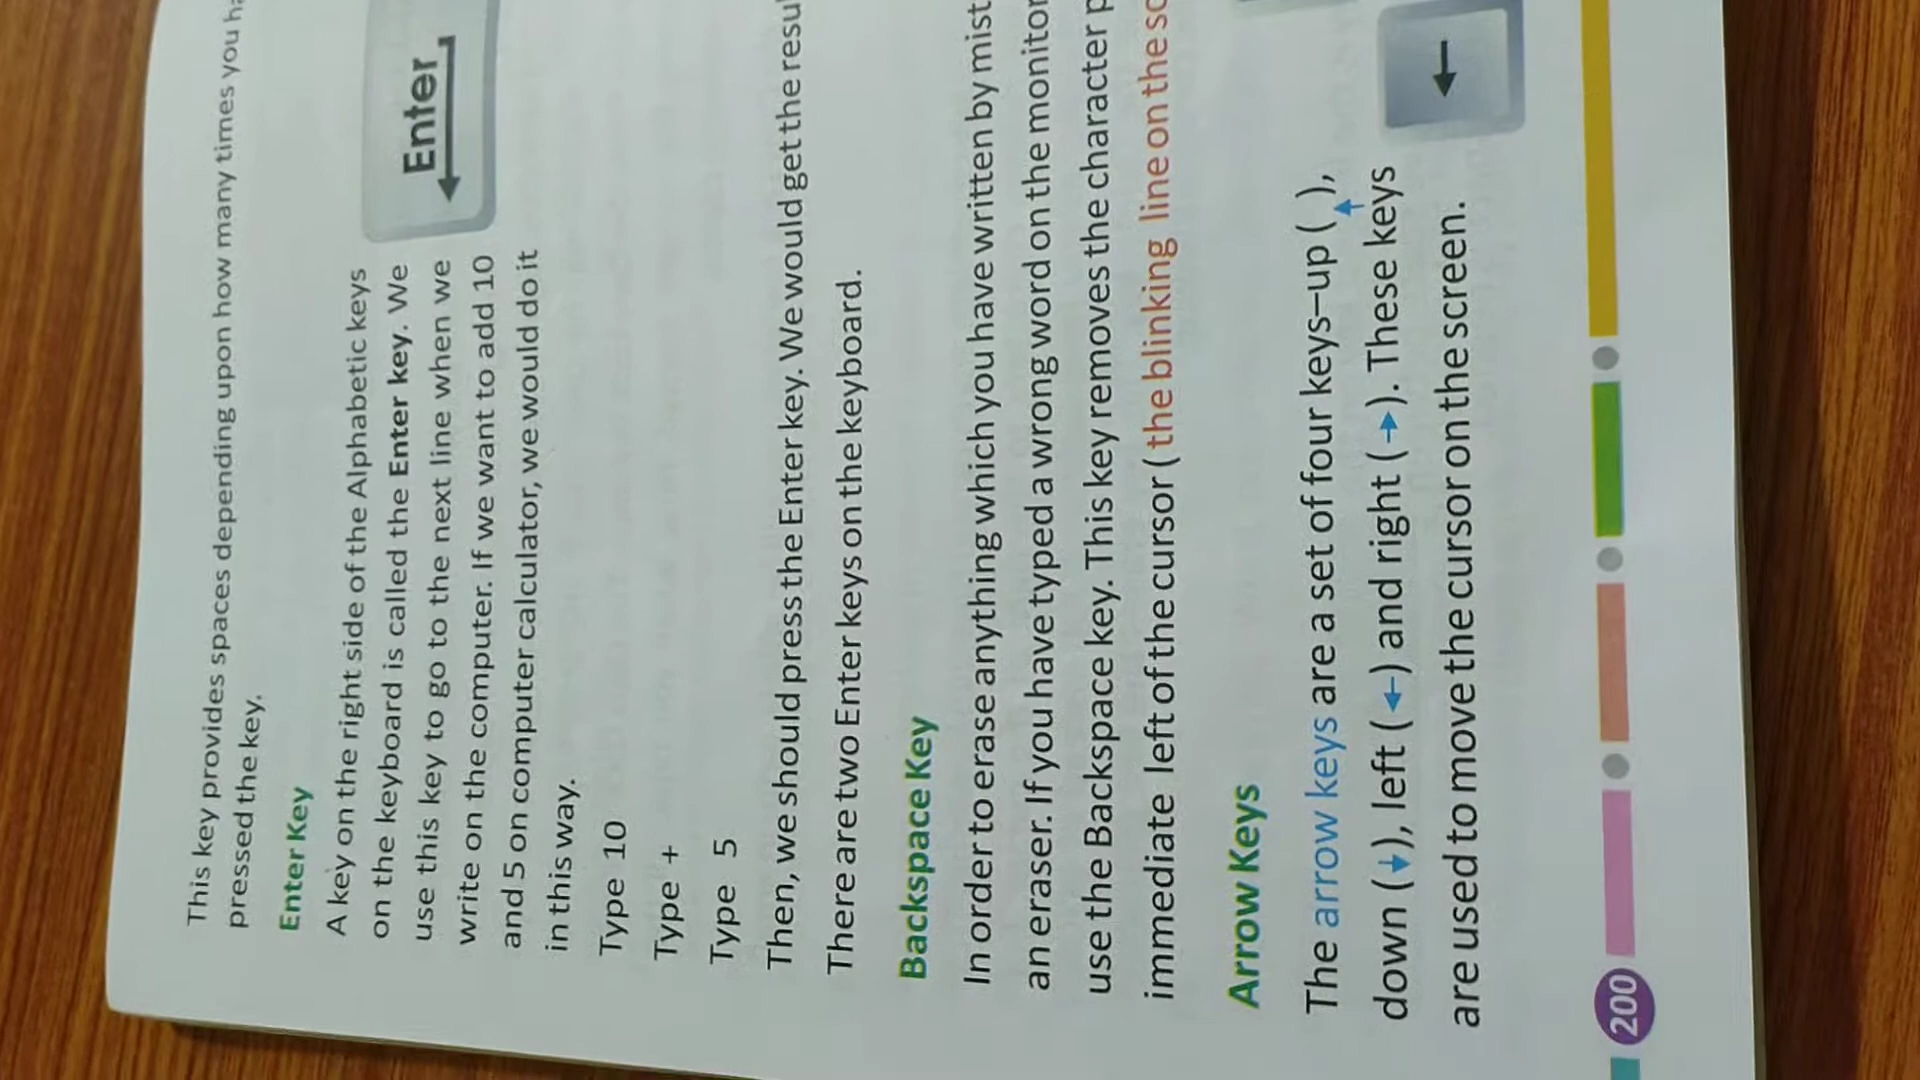 This key provides spaces depending upon how many times you
pressed the key.
Enter Key
A key on the right side of the Alphabetic keys
on the keyboard is called the Enter key. We
use this key to go to the next line when we
write on the computer. If we want to add 10
and 5 on computer calculator, we would do it
in this way.
Enter
Type 10
Type +
Type 5
Then, we should press the Enter key. We would get the
There are two Enter keys on the keyboard.
Backspace Key
In order to erase anything which you have written by
an eraser. If you have typed a wrong word on the monitor
use the Backspace key. This key removes the character
immediate left of the cursor ( the blinking line on the
Arrow Keys
The arrow keys are a set of four keys–up ( ↑ ),
down ( ↓ ), left ( ← ) and right ( → ). These keys
are used to move the cursor on the screen.
←
200